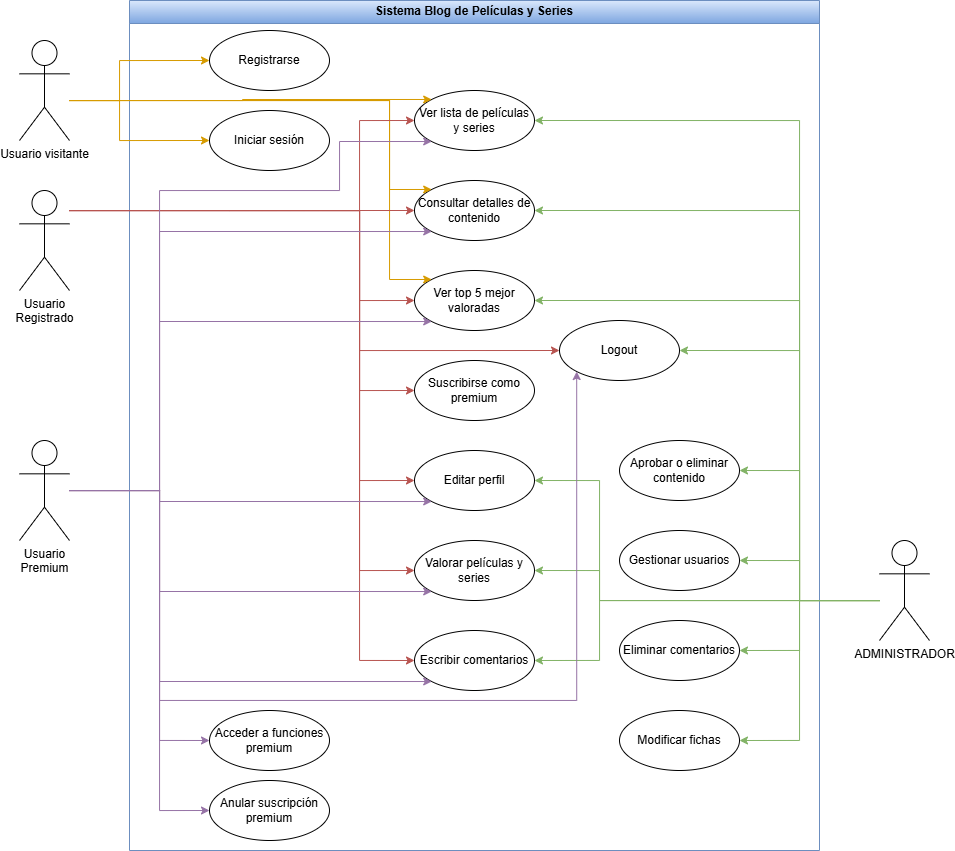 Sistema Blog de Películas y Series
Registrarse
Usuario visitante
Iniciar sesión
Ver lista de películas
y series
Consultar detalles de
contenido
Usuario
Registrado
Ver top 5 mejor
valoradas
Logout
Suscribirse como
premium
Aprobar o eliminar
contenido
Editar perfil
Usuario
Premium
Valorar películas y
series
Gestionar usuarios
Eliminar comentarios
ADMINISTRADOR
Escribir comentarios
Acceder a funciones
premium
Modificar fichas
Anular suscripción
premium